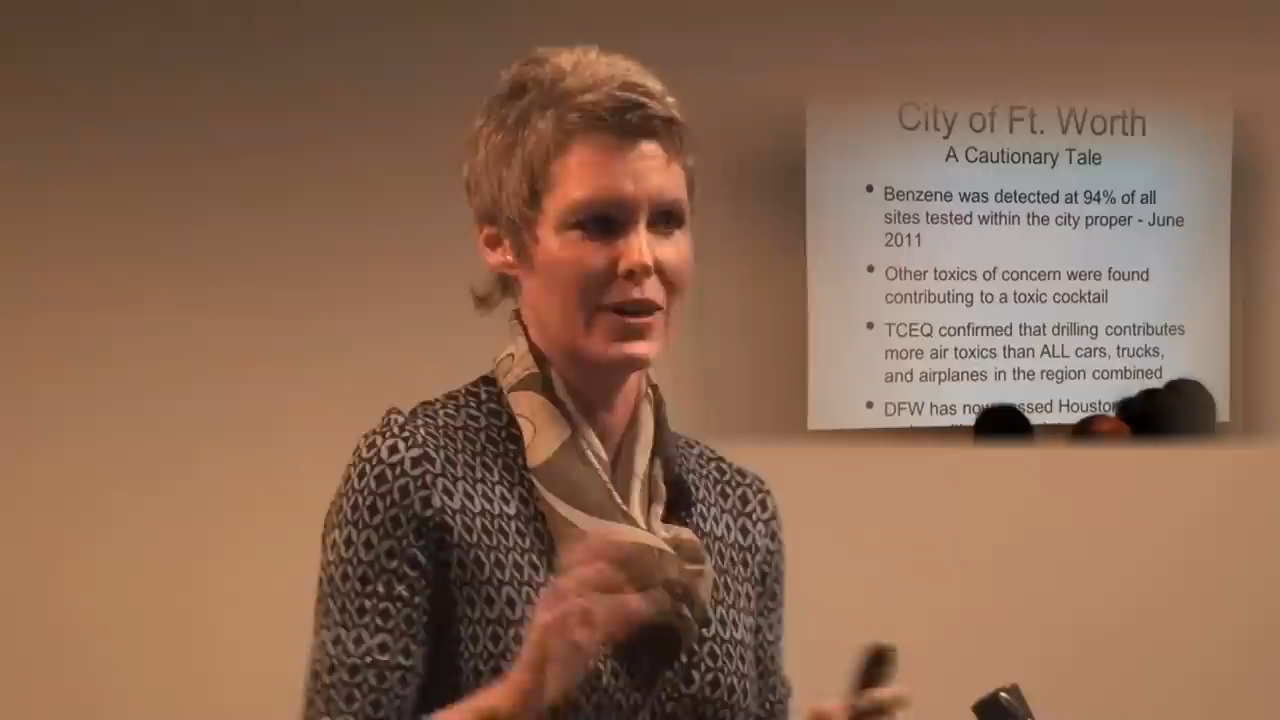 City of Ft. Worth
A Cautionary Tale
• Benzene was detected at 94% of all
sites tested within the city proper - June
2011
• Other toxics of concern were found
contributing to a toxic cocktail
• TCEQ confirmed that drilling contributes
more air toxics than ALL cars, trucks,
and airplanes in the region combined
• DFW has